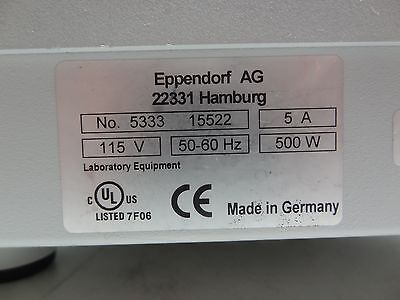 Eppendorf AG
22331 Hamburg
No. 5333 15522 5 A
115 V 50-60 Hz 500 W
Laboratory Equipment
C UL US
LISTED 7F06
CE Made in Germany